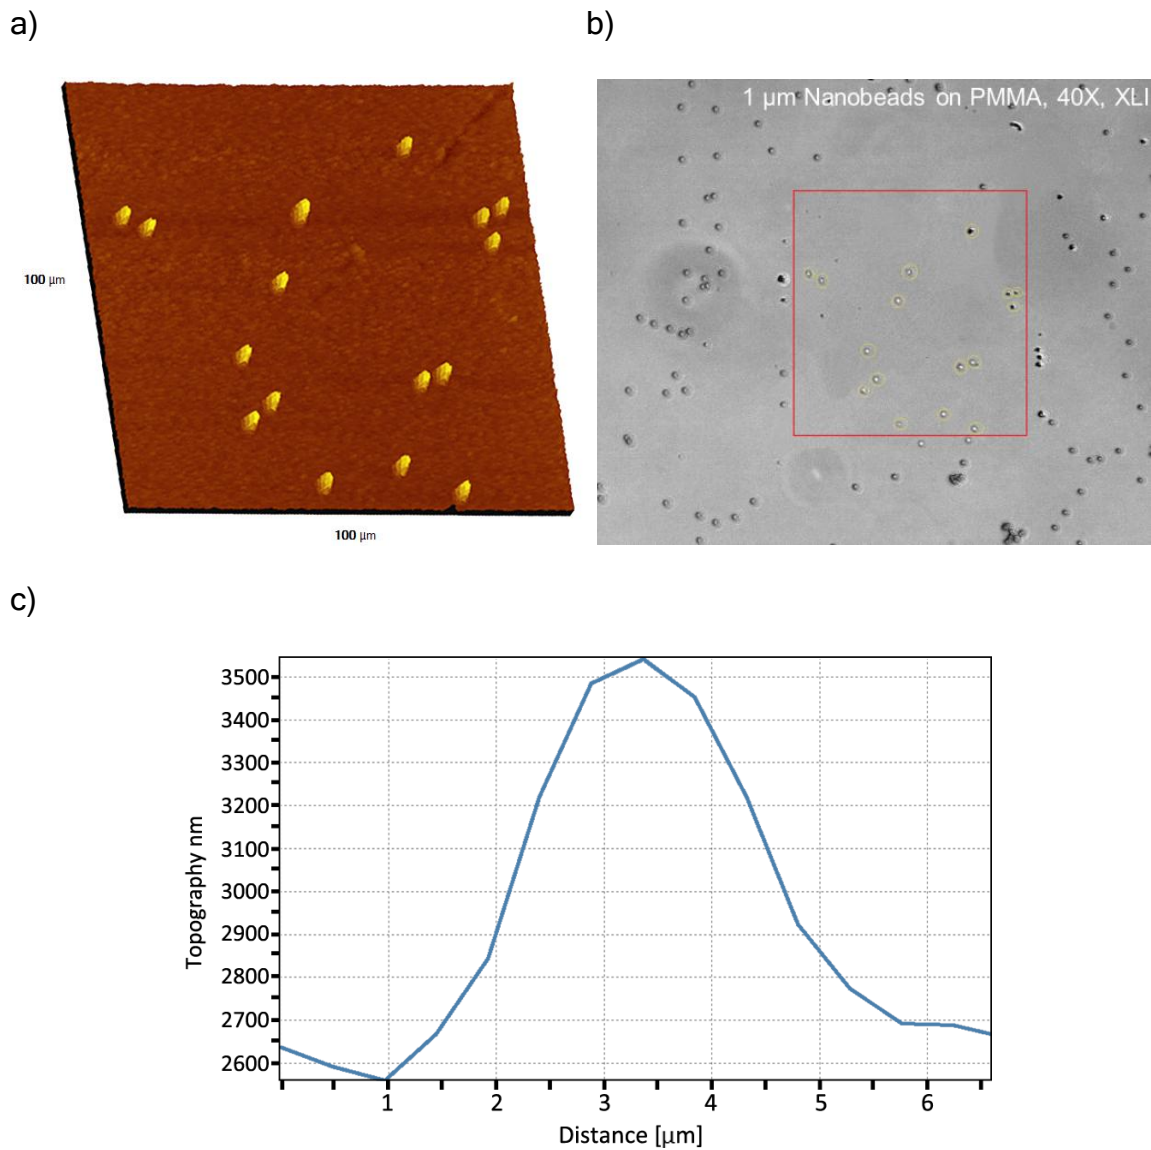 a)
b)
100 µm
100 µm
1 µm Nanobeads on PMMA, 40X, XLI
c)
3500
3400
3300
3200
3100
3000
2900
2800
2700
2600
Topography nm
1 2 3 4 5 6
Distance [µm]